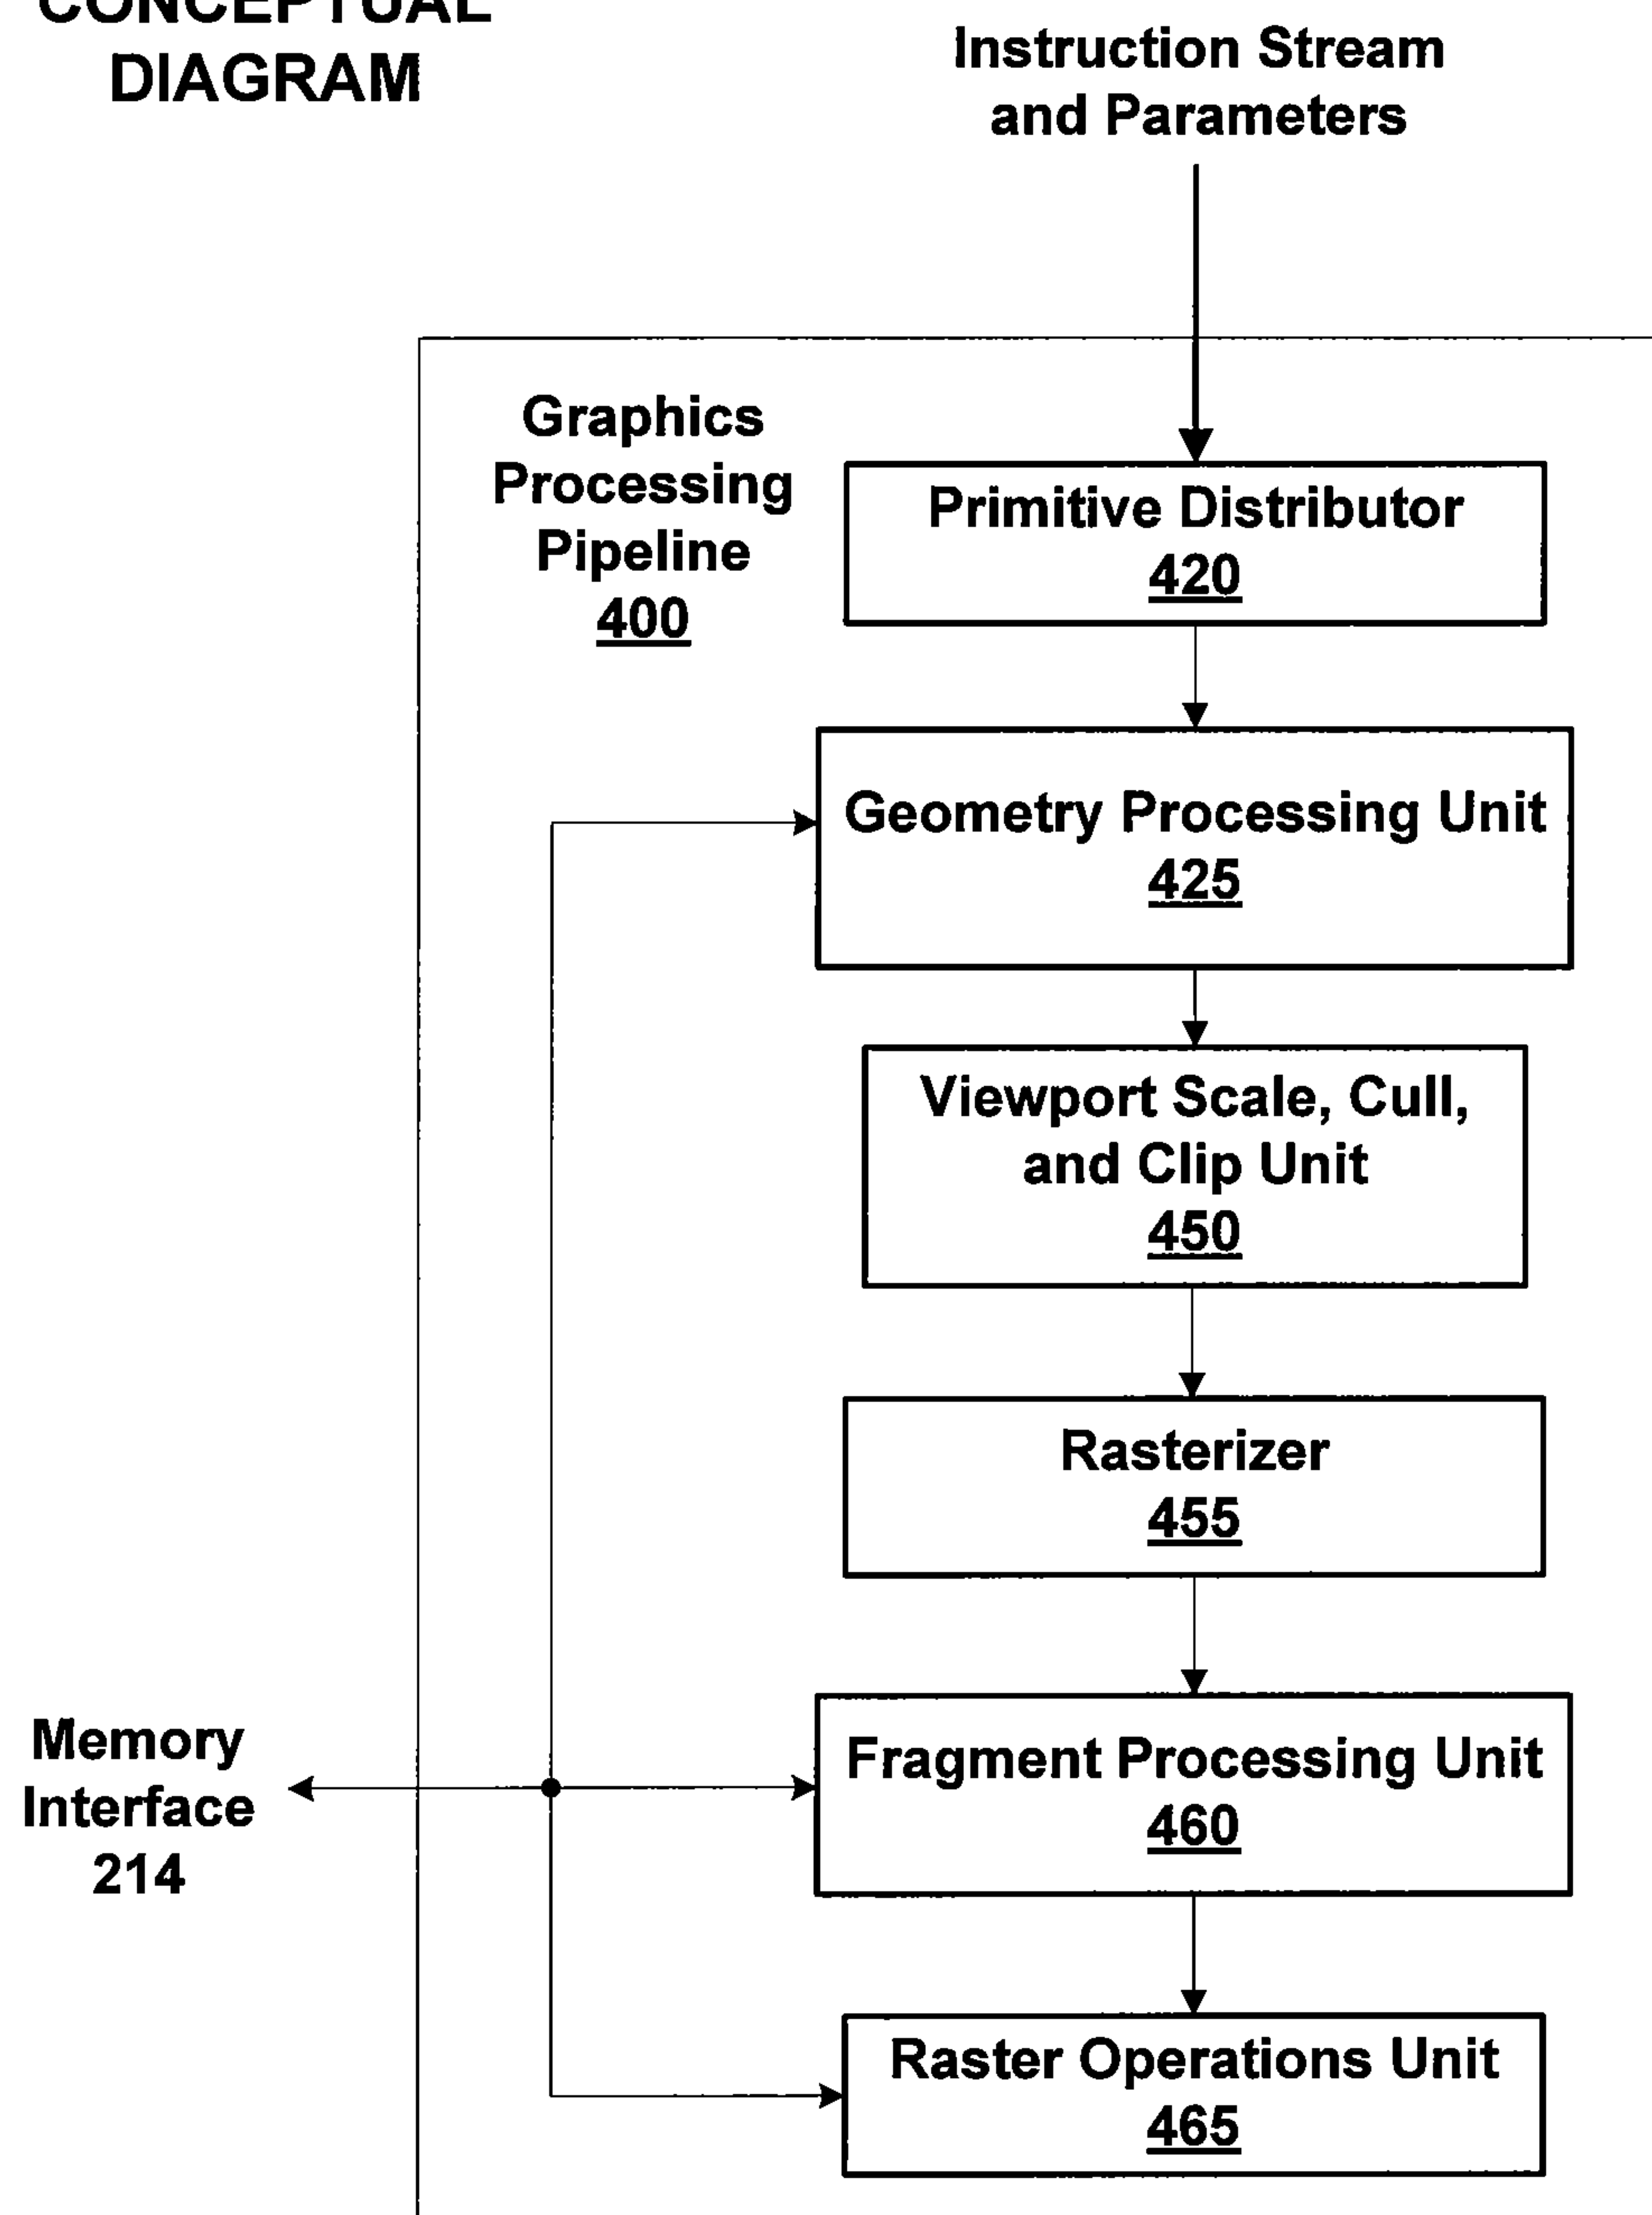 CONCEPTUAL
DIAGRAM
Instruction Stream
and Parameters
Graphics
Processing
Pipeline
400
Primitive Distributor
420
Geometry Processing Unit
425
Viewport Scale, Cull,
and Clip Unit
450
Rasterizer
455
Memory
Interface
214
Fragment Processing Unit
460
Raster Operations Unit
465